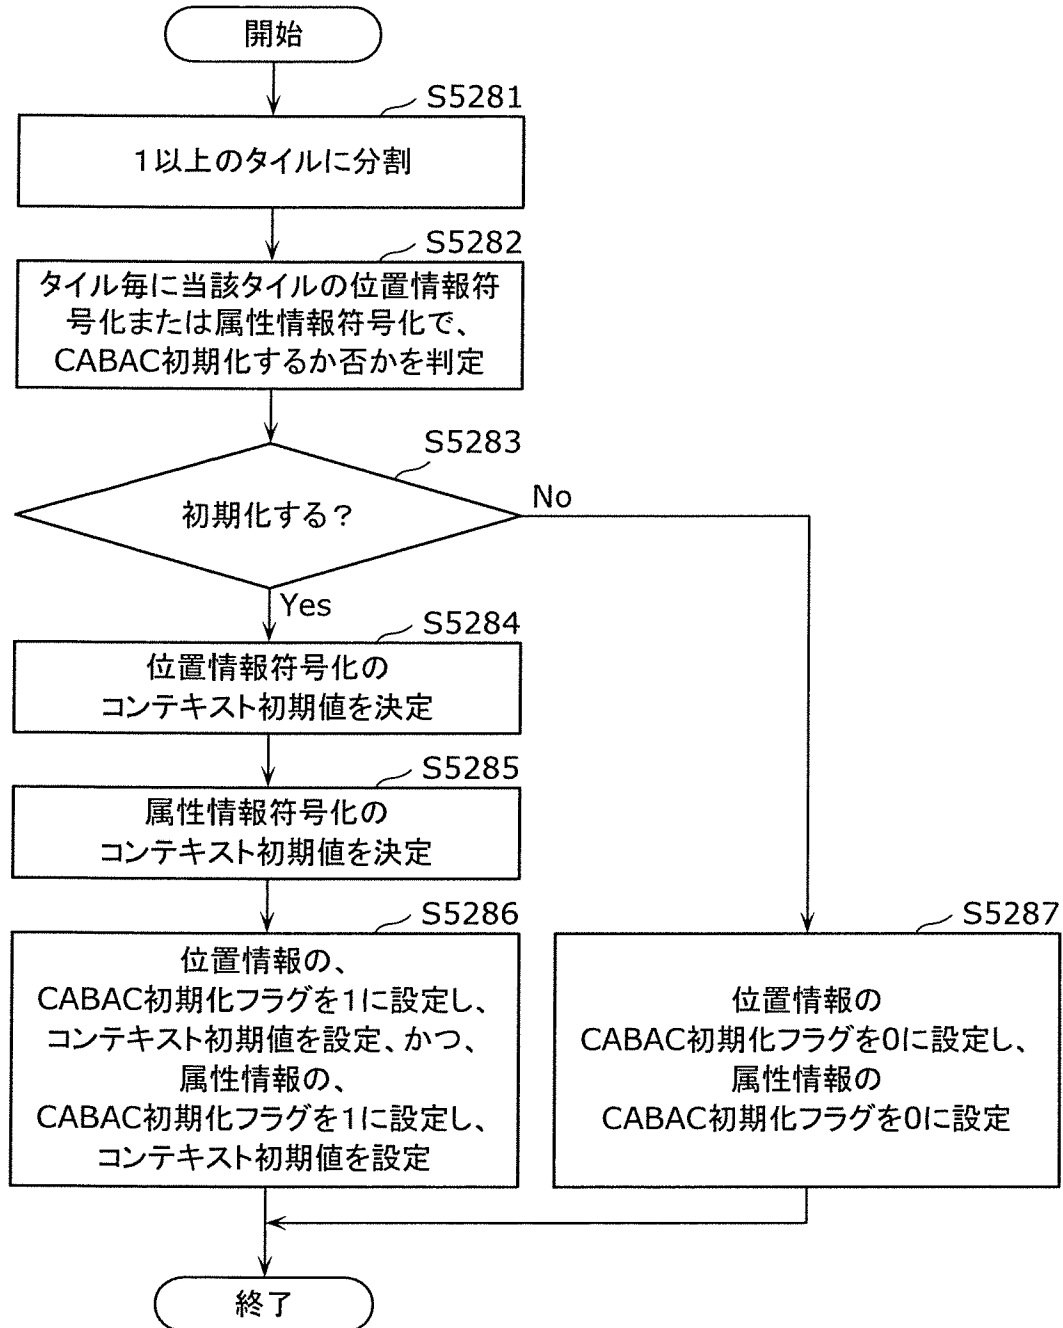 開始
S5281
1以上のタイルに分割
S5282
タイル毎に当該タイルの位置情報符
号化または属性情報符号化で、
CABAC初期化するか否かを判定
S5283
初期化する?
No
Yes
S5284
位置情報符号化の
コンテキスト初期値を決定
S5285
属性情報符号化の
コンテキスト初期値を決定
S5286
位置情報の、
CABAC初期化フラグを1に設定し、
コンテキスト初期値を設定、かつ、
属性情報の、
CABAC初期化フラグを1に設定し、
コンテキスト初期値を設定
S5287
位置情報の
CABAC初期化フラグを0に設定し、
属性情報の
CABAC初期化フラグを0に設定
終了